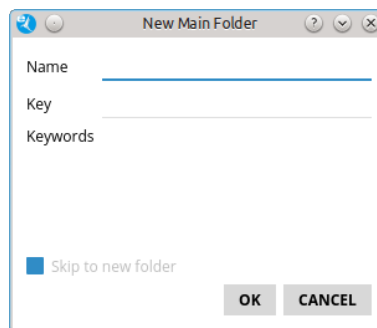 New Main Folder
Name
Key
Keywords
Skip to new folder
OK CANCEL